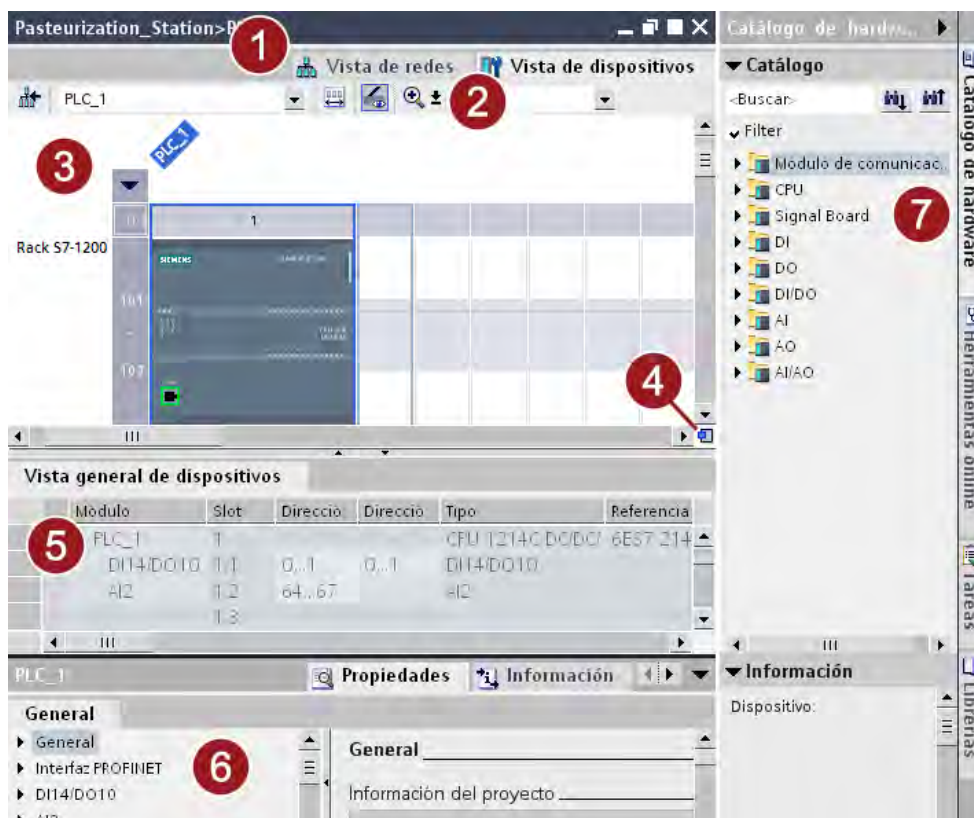 Pasteurization_Station>P
1
Catálogo de hardw...
Vista de redes
Vista de dispositivos
PLC_1
2
3
PLC_1
1
Rack S7-1200
SIEMENS
101
107
4
Catálogo
<Buscar>
Filter
Módulo de comunicac..
CPU
Signal Board
7
DI
DO
DI/DO
AI
AO
AI/AO
Vista general de dispositivos
Módulo Slot Direcció Direcció Tipo Referencia
5
PLC_1 1 CPU 1214C DC/DC/ 6ES7 214
DI14/DO10 1.1 0...1 0...1 DI14/DO10
AI2 1.2 64...67 AI2
1.3
PLC_1
Propiedades
Información
General
General
Interfaz PROFINET
DI14/DO10
AI2
6
General
Información del proyecto
Información
Dispositivo:
Catálogo de hardware
Herramientas online
Tareas
Librerías